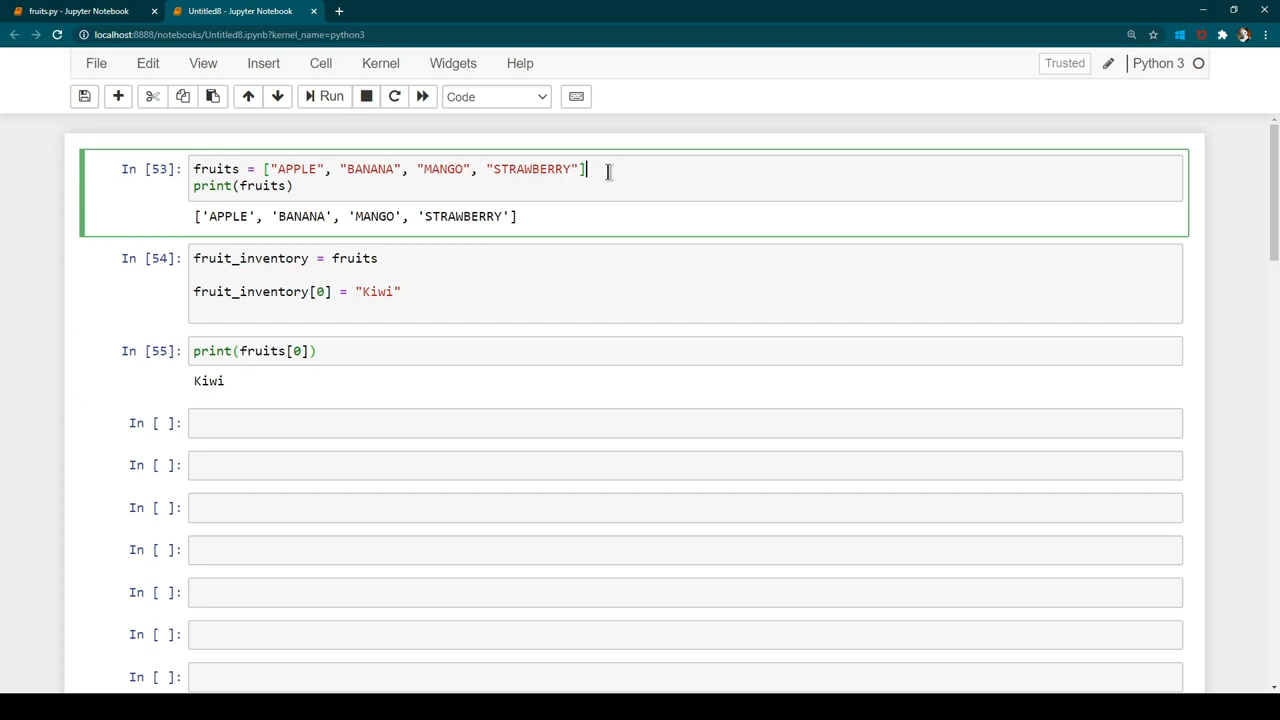 fruits.py - Jupyter Notebook
Untitled8 - Jupyter Notebook
localhost:8888/notebooks/Untitled8.ipynb?kernel_name=python3
File Edit View Insert Cell Kernel Widgets Help Trusted Python 3
Run Code
In [53]: fruits = ["APPLE", "BANANA", "MANGO", "STRAWBERRY"]
print(fruits)
['APPLE', 'BANANA', 'MANGO', 'STRAWBERRY']
In [54]: fruit_inventory = fruits
fruit_inventory[0] = "Kiwi"
In [55]: print(fruits[0])
Kiwi
In [ ]:
In [ ]:
In [ ]:
In [ ]:
In [ ]:
In [ ]:
In [ ]: